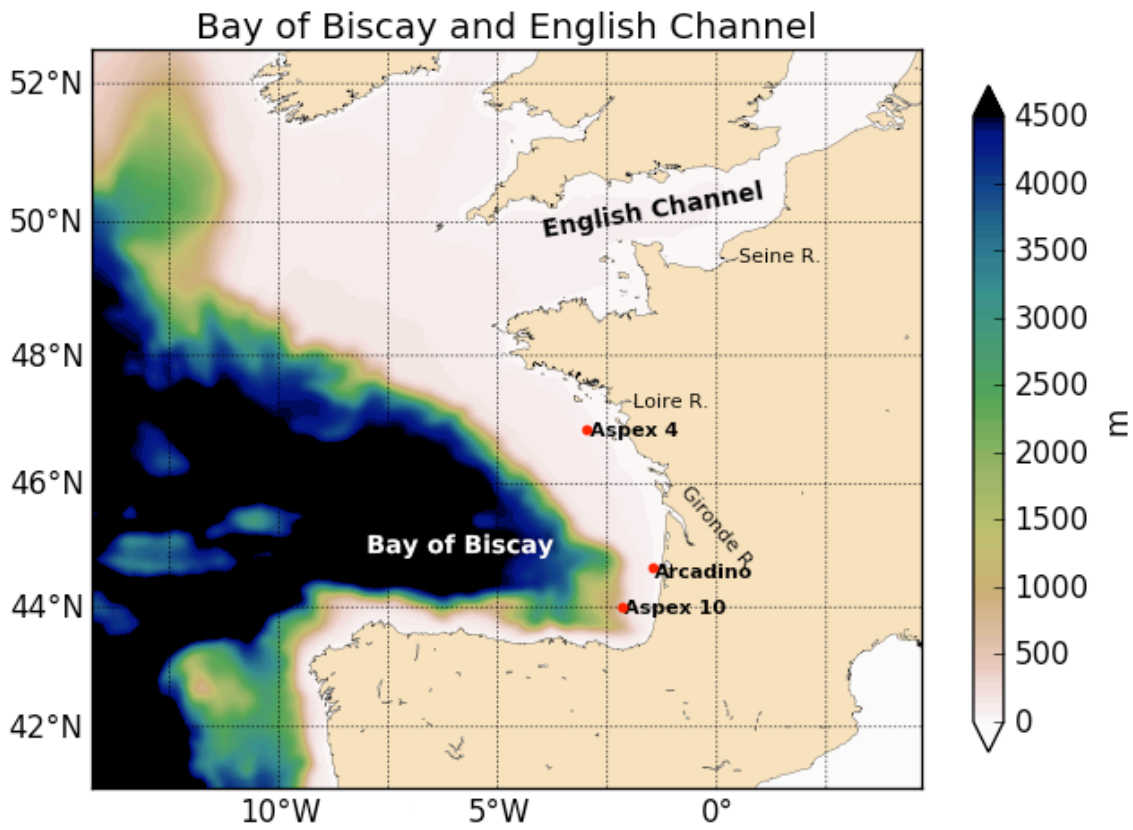 Bay of Biscay and English Channel
52°N
50°N
48°N
46°N
44°N
42°N
10°W
5°W
0°
English Channel
Seine R.
Loire R.
Aspex 4
Gironde R.
Bay of Biscay
Arcadino
Aspex 10
4500
4000
3500
3000
2500
2000
1500
1000
500
0
m